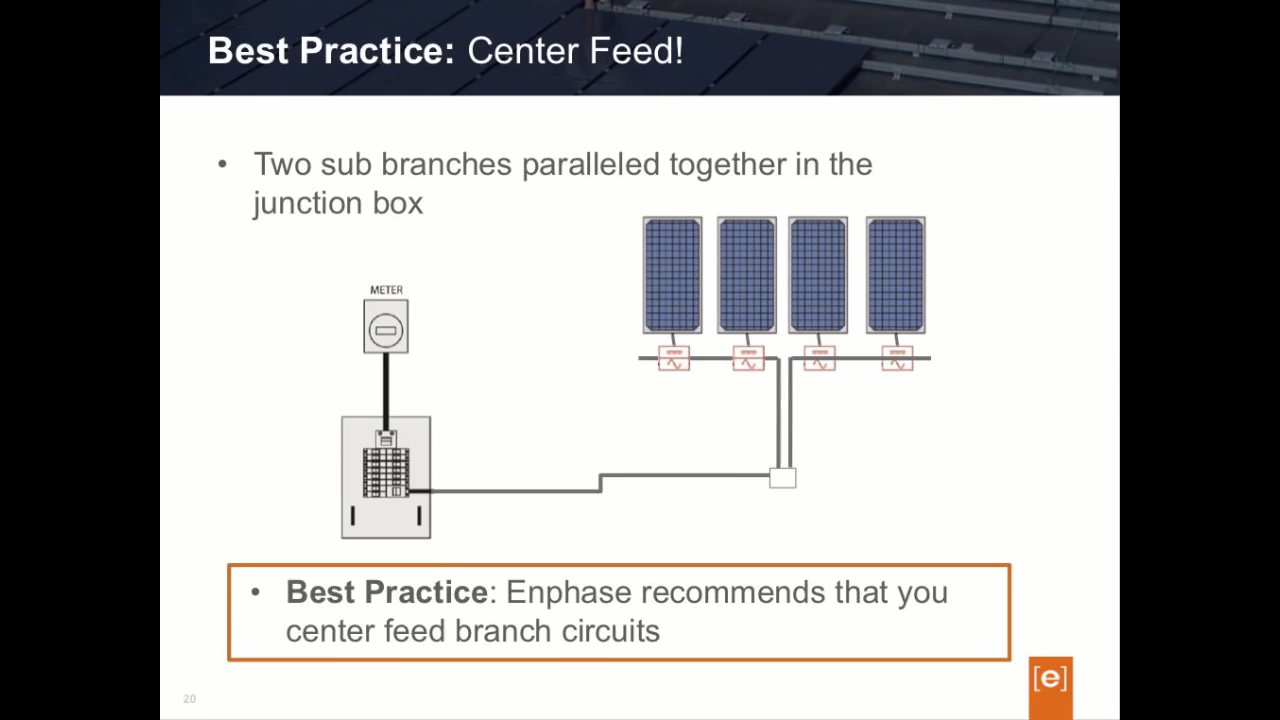 Best Practice: Center Feed!
• Two sub branches paralleled together in the
junction box
METER
• Best Practice: Enphase recommends that you
center feed branch circuits
[e]
20